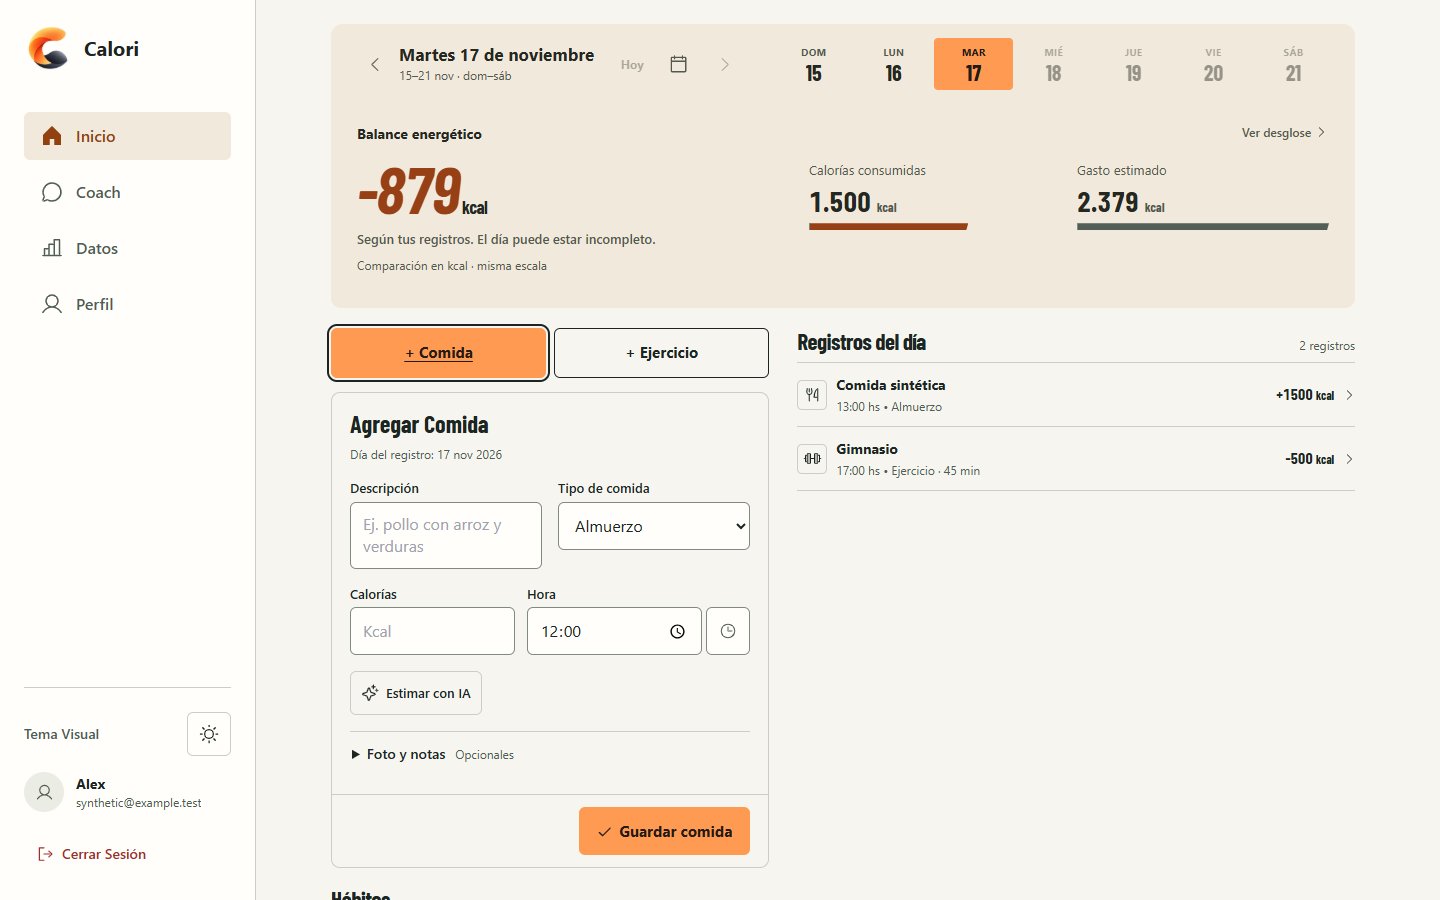 Calori
Inicio
Coach
Datos
Perfil
Tema Visual
Alex
synthetic@example.test
Cerrar Sesión
Martes 17 de noviembre
15–21 nov · dom–sáb
Hoy
DOM
15
LUN
16
MAR
17
MIÉ
18
JUE
19
VIE
20
SÁB
21
Balance energético
Ver desglose
-879 kcal
Según tus registros. El día puede estar incompleto.
Comparación en kcal · misma escala
Calorías consumidas
1.500 kcal
Gasto estimado
2.379 kcal
+ Comida
+ Ejercicio
Agregar Comida
Día del registro: 17 nov 2026
Descripción
Ej. pollo con arroz y
verduras
Tipo de comida
Almuerzo
Calorías
Kcal
Hora
12:00
Estimar con IA
Foto y notas Opcionales
Guardar comida
Hábitos
Registros del día
2 registros
Comida sintética
13:00 hs • Almuerzo
+1500 kcal
Gimnasio
17:00 hs • Ejercicio · 45 min
-500 kcal